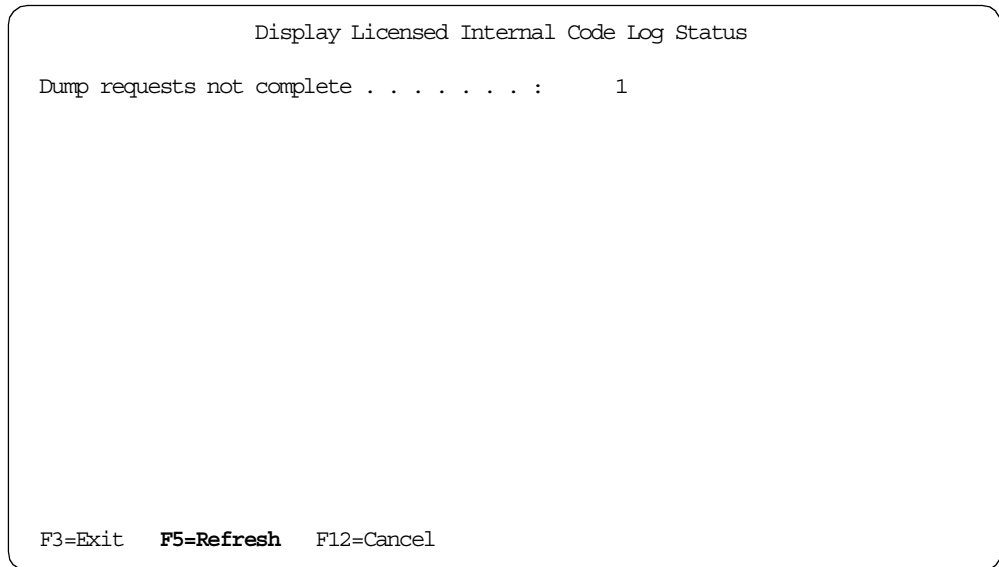 Display Licensed Internal Code Log Status
Dump requests not complete . . . . . . . : 1
F3=Exit F5=Refresh F12=Cancel